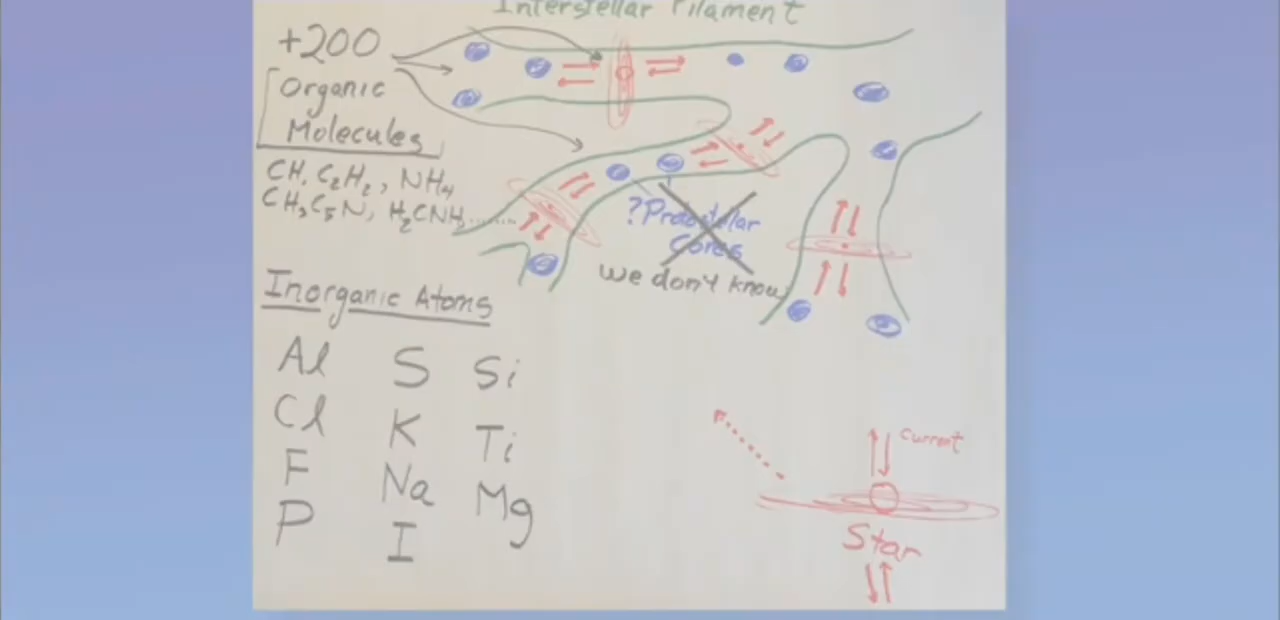 Interstellar Filament
+200
Organic
Molecules
CH, C2H2, NH4
CH3C5N, H2CNH,.......
?Protostellar
Cores
we don't know
Inorganic Atoms
Al S Si
Cl K Ti
F Na Mg
P I
Current
Star